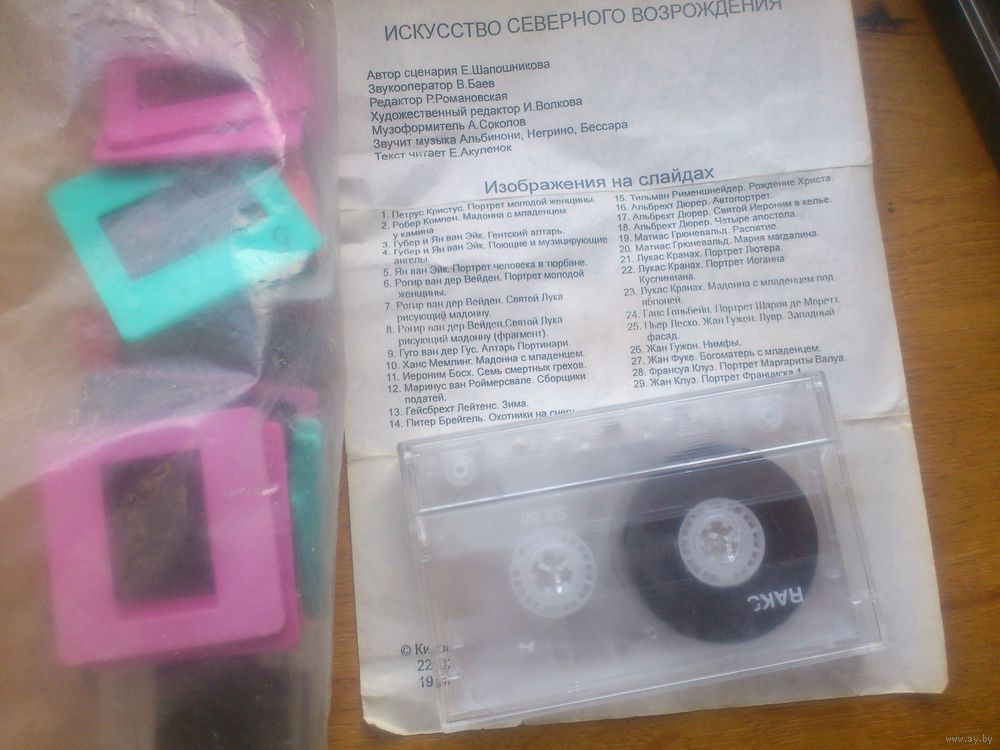 ИСКУССТВО СЕВЕРНОГО ВОЗРОЖДЕНИЯ
Автор сценария Е.Шапошникова
Звукооператор В.Баев
Редактор Р.Романовская
Художественный редактор И.Волкова
Музоформитель А.Соколов
Звучит музыка Альбинони, Негрино, Бессара
Текст читает Е.Акуленок
Изображения на слайдах
1. Петрус Кристус. Портрет молодой женщины.
2. Робер Компен. Мадонна с младенцем
у камина
3. Губер и Ян ван Эйк. Гентский алтарь.
4. Губер и Ян ван Эйк. Поющие и музицирующие
ангелы.
5. Ян ван Эйк. Портрет человека в тюрбане.
6. Рогир ван дер Вейден. Портрет молодой
женщины.
7. Рогир ван дер Вейден. Святой Лука
рисующий мадонну.
8. Рогир ван дер Вейден.Святой Лука
рисующий мадонну (фрагмент).
9. Гуго ван дер Гус. Алтарь Портинари.
10. Ханс Мемлинг. Мадонна с младенцем.
11. Иероним Босх. Семь смертных грехов.
12. Маринус ван Роймерсвале. Сборщики
податей.
13. Гейсбрехт Лейтенс. Зима.
14. Питер Брейгель. Охотники на снегу
15. Тильман Рименшнейдер. Рождение Христа.
16. Альбрехт Дюрер. Автопортрет.
17. Альбрехт Дюрер. Святой Иероним в келье.
18. Альбрехт Дюрер. Четыре апостола.
19. Матиас Грюневальд. Распятие.
20. Матиас Грюневальд. Мария магдалина.
21. Лукас Кранах. Портрет Лютера.
22. Лукас Кранах. Портрет Иоганна
Куспиниана.
23. Лукас Кранах. Мадонна с младенцем под
яблоней.
24. Ганс Гольбейн. Портрет Шарля де Моретт.
25. Пьер Леско. Жан Гужон. Лувр. Западный
фасад.
26. Жан Гужон. Нимфы.
27. Жан Фуке. Богоматерь с младенцем.
28. Франсуа Клуэ. Портрет Маргариты Валуа.
29. Жан Клуэ. Портрет Франциска 1.
SX 60
RAKS
©
www.ay.by